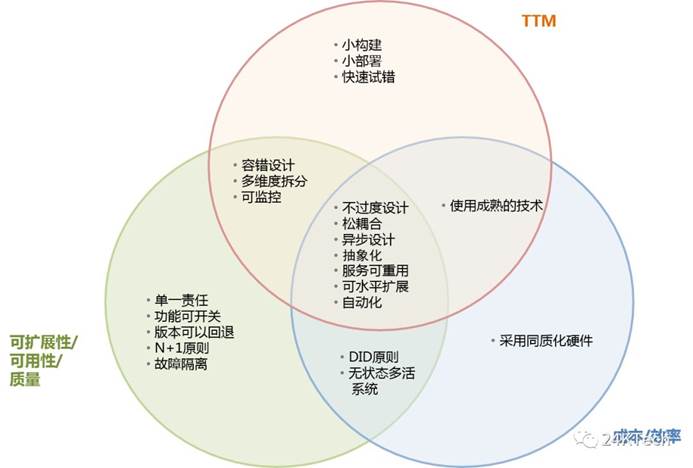 TTM
小构建
小部署
快速试错
容错设计
多维度拆分
可监控
使用成熟的技术
不过度设计
松耦合
异步设计
抽象化
服务可重用
可水平扩展
自动化
单一责任
功能可开关
版本可以回退
N+1原则
故障隔离
可扩展性/
可用性/
质量
DID原则
无状态多活
系统
采用同质化硬件
成本/效率